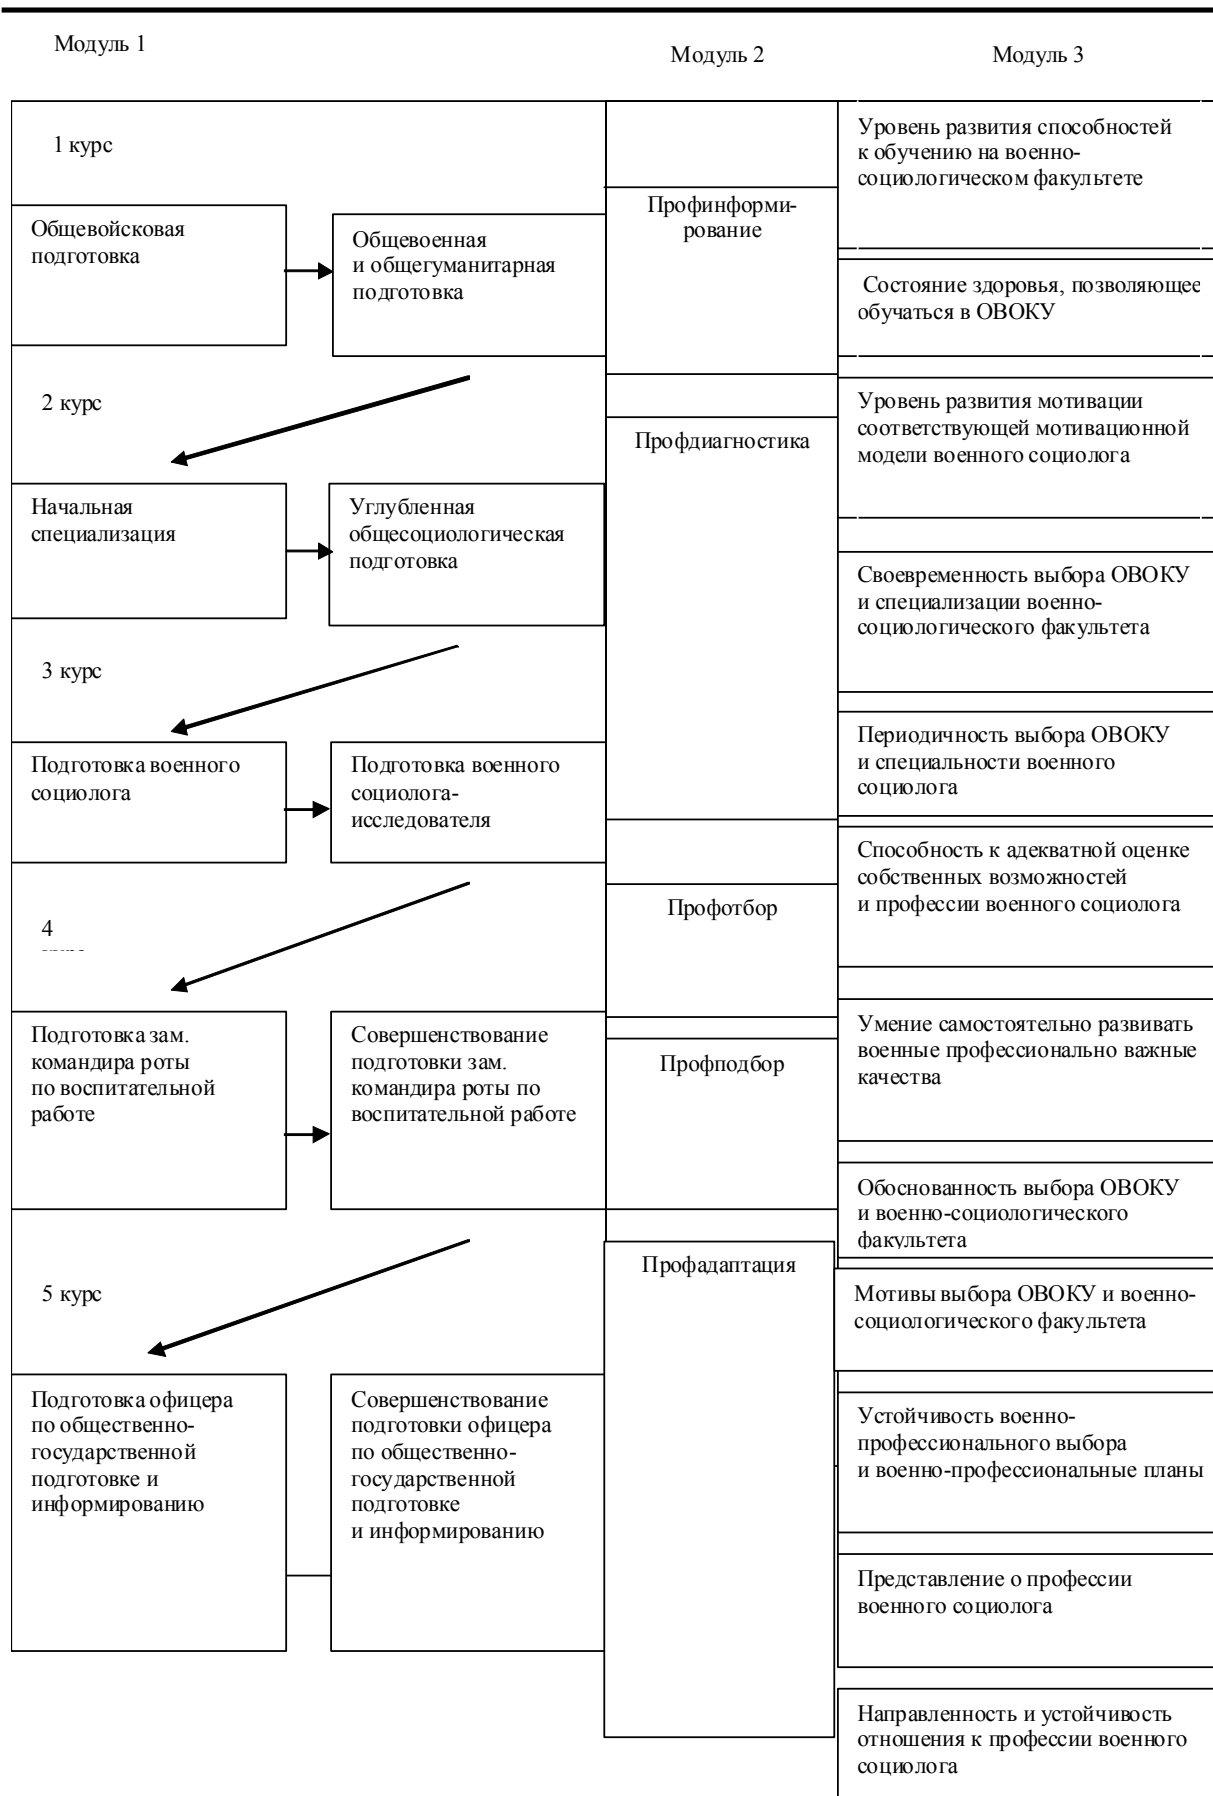 Модуль 1
Модуль 2
Модуль 3
1 курс
Общевойсковая
подготовка
Общевоенная
и общегуманитарная
подготовка
2 курс
Начальная
специализация
Углубленная
общесоциологическая
подготовка
3 курс
Подготовка военного
социолога
Подготовка военного
социолога-
исследователя
4
Подготовка зам.
командира роты
по воспитательной
работе
Совершенствование
подготовки зам.
командира роты по
воспитательной работе
5 курс
Подготовка офицера
по общественно-
государственной
подготовке и
информированию
Совершенствование
подготовки офицера
по общественно-
государственной
подготовке
и информированию
Профинформи-
рование
Профдиагностика
Профотбор
Профподбор
Профадаптация
Уровень развития способностей
к обучению на военно-
социологическом факультете
Состояние здоровья, позволяющее
обучаться в ОВОКУ
Уровень развития мотивации
соответствующей мотивационной
модели военного социолога
Своевременность выбора ОВОКУ
и специализации военно-
социологического факультета
Периодичность выбора ОВОКУ
и специальности военного
социолога
Способность к адекватной оценке
собственных возможностей
и профессии военного социолога
Умение самостоятельно развивать
военные профессионально важные
качества
Обоснованность выбора ОВОКУ
и военно-социологического
факультета
Мотивы выбора ОВОКУ и военно-
социологического факультета
Устойчивость военно-
профессионального выбора
и военно-профессиональные планы
Представление о профессии
военного социолога
Направленность и устойчивость
отношения к профессии военного
социолога